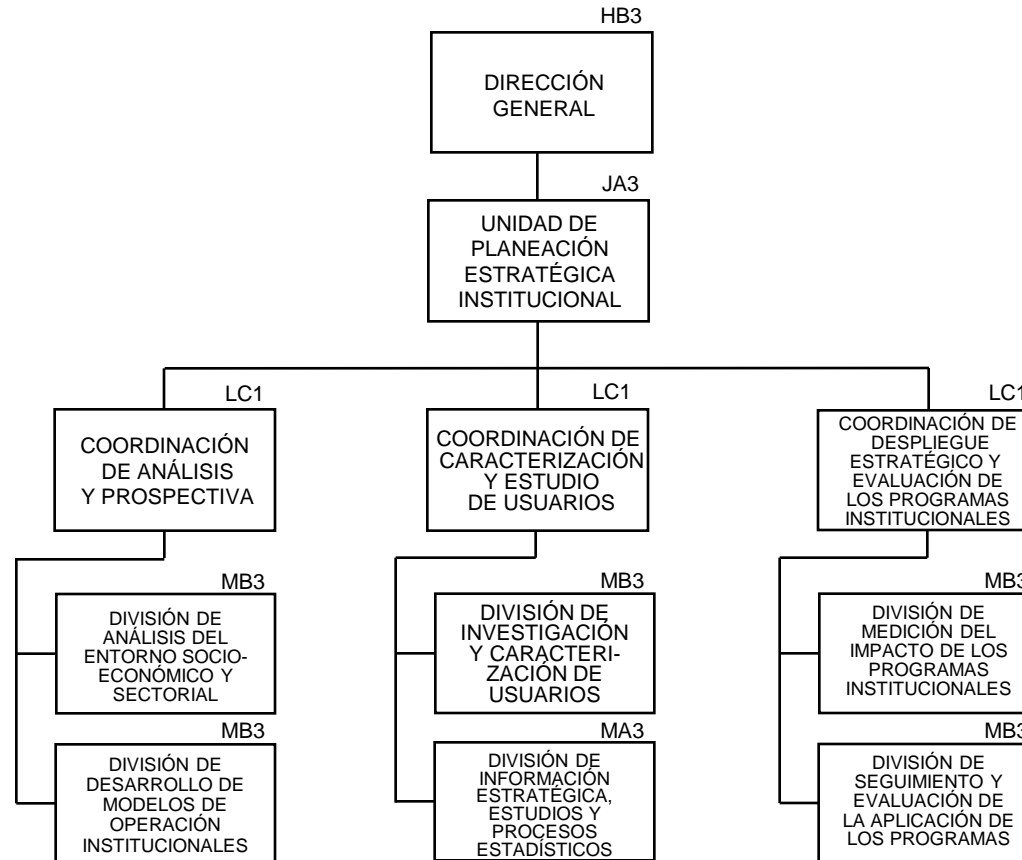 HB3
DIRECCIÓN
GENERAL
JA3
UNIDAD DE
PLANEACIÓN
ESTRATÉGICA
INSTITUCIONAL
LC1
COORDINACIÓN
DE ANÁLISIS
Y PROSPECTIVA
LC1
COORDINACIÓN DE
CARACTERIZACIÓN
Y ESTUDIO
DE USUARIOS
LC1
COORDINACIÓN DE
DESPLIEGUE
ESTRATÉGICO Y
EVALUACIÓN DE
LOS PROGRAMAS
INSTITUCIONALES
MB3
DIVISIÓN DE
ANÁLISIS DEL
ENTORNO SOCIO-
ECONÓMICO Y
SECTORIAL
MB3
DIVISIÓN DE
DESARROLLO DE
MODELOS DE
OPERACIÓN
INSTITUCIONALES
MB3
DIVISIÓN DE
INVESTIGACIÓN
Y CARACTERI-
ZACIÓN DE
USUARIOS
MA3
DIVISIÓN DE
INFORMACIÓN
ESTRATÉGICA,
ESTUDIOS Y
PROCESOS
ESTADÍSTICOS
MB3
DIVISIÓN DE
MEDICIÓN DEL
IMPACTO DE LOS
PROGRAMAS
INSTITUCIONALES
MB3
DIVISIÓN DE
SEGUIMIENTO Y
EVALUACIÓN DE
LA APLICACIÓN DE
LOS PROGRAMAS